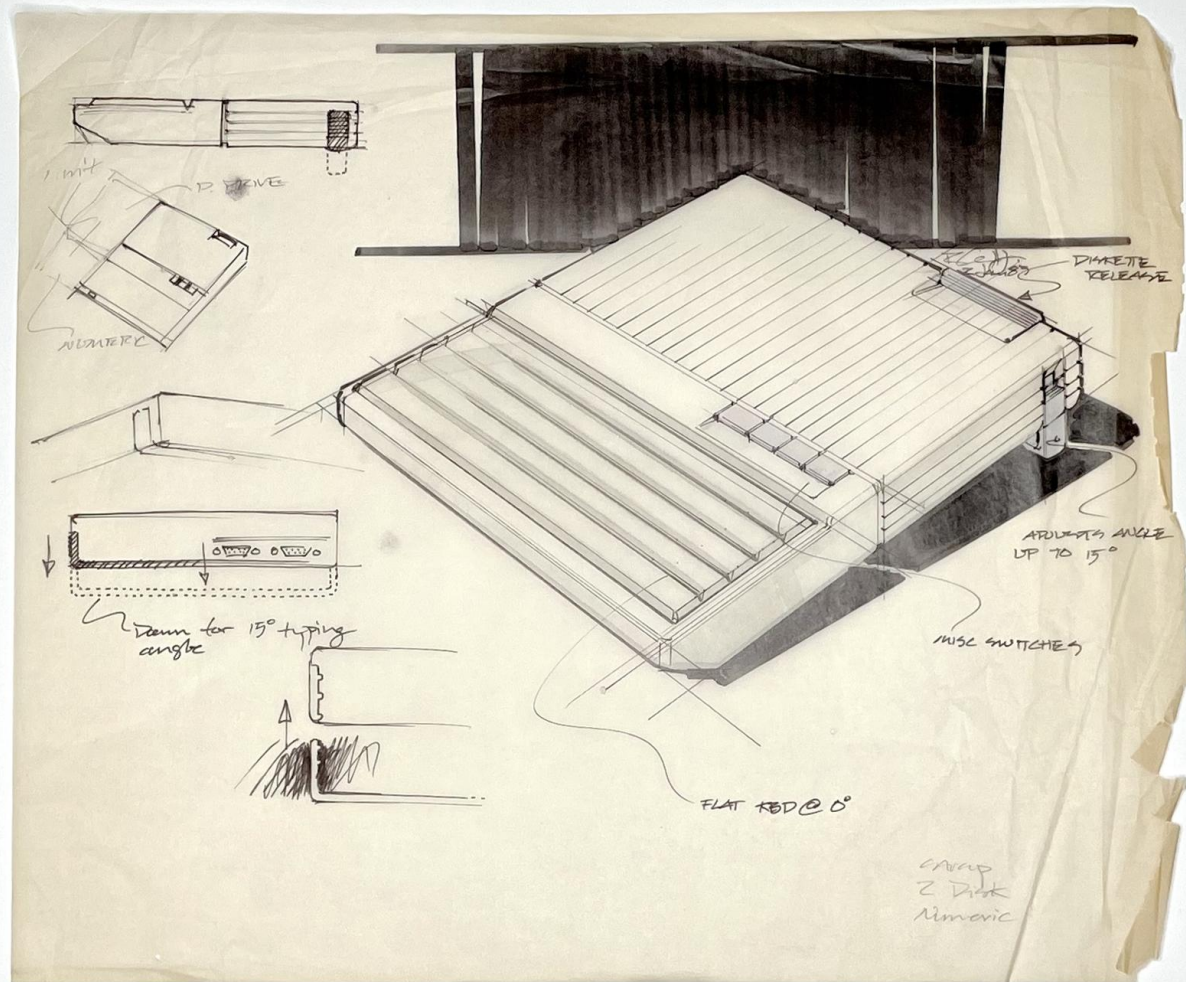 D. DRIVE
NUMERIC
DISKETTE
RELEASE
ADJUSTS ANGLE
UP TO 15°
Down for 15° typing
angle
MISC SWITCHES
FLAT KBD @ 0°
2 Disk
Numeric